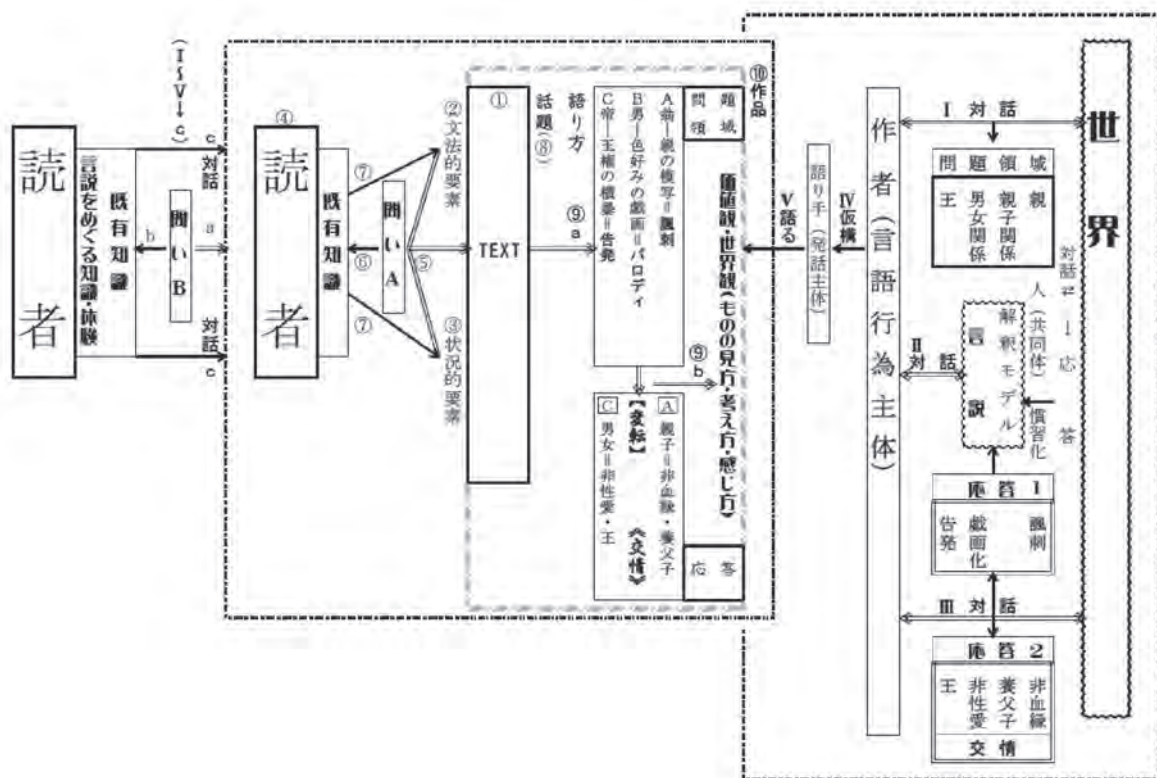 世界
対話⇄
人(共同体)
↓応答
慣習化
Ⅰ対話
問題領域
親
親子関係
男女関係
王
Ⅱ対話
解釈モデル
言説
応答1
諷刺
戯画化
告発
Ⅲ対話
応答2
非血縁
養父子
非性愛
王
交情
作者(言語行為主体)
Ⅳ仮構
語り手(発話主体)
Ⅴ語る
⑩作品
問題領域
価値観・世界観(ものの見方・考え方・感じ方)
応答
A翁―親の複写=諷刺
B男―色好みの戯画=パロディ
C帝―王権の横暴=告発
⑨b
A親子=非血縁・養父子
【変転】《交情》
C男女=非性愛・王
語り方
話題(⑧)
⑨a
①
TEXT
②文法的要素
③状況的要素
⑤
⑦
問いA
⑥
⑦
既有知識
④
読者
(Ⅰ~Ⅴ→c)
c対話
a
対話c
問いB
b
既有知識
言説をめぐる知識・体験
読者